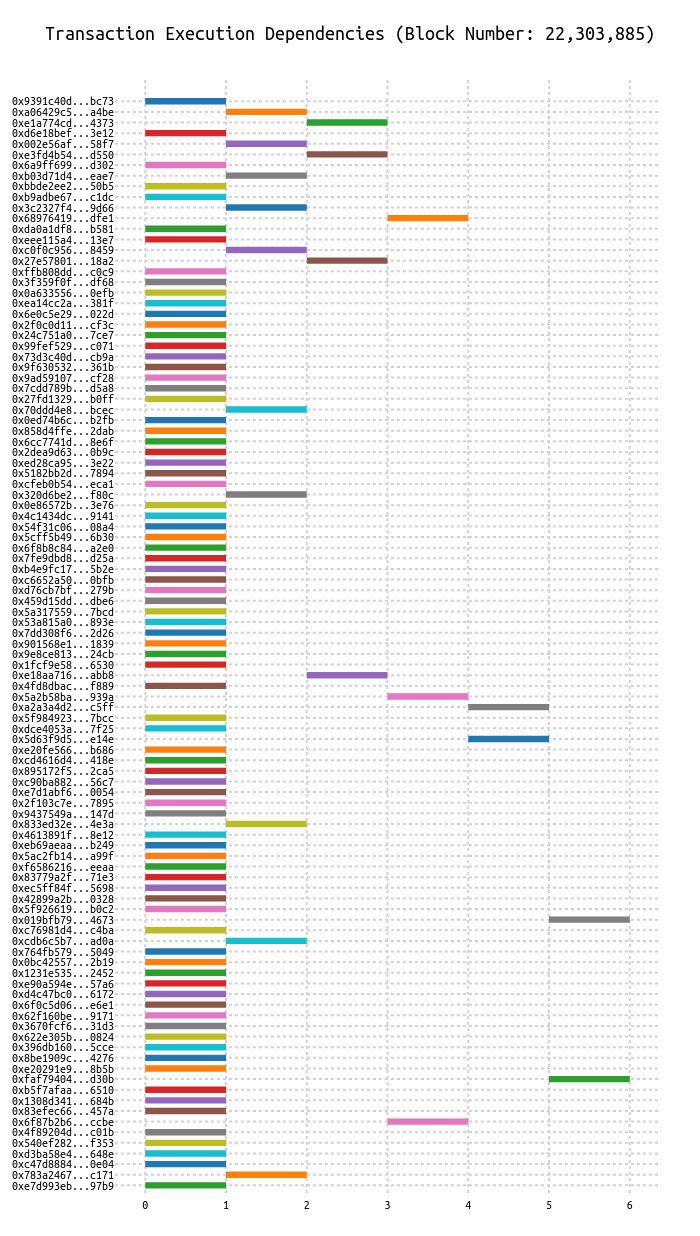 Transaction Execution Dependencies (Block Number: 22,303,885)
0x9391c40d...bc73
0xa06429c5...a4be
0xe1a774cd...4373
0xd6e18bef...3e12
0x002e56af...58f7
0xe3fd4b54...d550
0x6a9ff699...d302
0xb03d71d4...eae7
0xbbde2ee2...50b5
0xb9adbe67...c1dc
0x3c2327f4...9d66
0x68976419...dfe1
0xda0a1df8...b581
0xeee115a4...13e7
0xc0f0c956...8459
0x27e57801...18a2
0xffb808dd...c0c9
0x3f359f0f...df68
0x0a633556...0efb
0xea14cc2a...381f
0x6e0c5e29...022d
0x2f0c0d11...cf3c
0x24c751a0...7ce7
0x99fef529...c071
0x73d3c40d...cb9a
0x9f630532...361b
0x9ad59107...cf28
0x7cdd789b...d5a8
0x27fd1329...b0ff
0x70ddd4e8...bcec
0x0ed74b6c...b2fb
0x858d4ffe...2dab
0x6cc7741d...8e6f
0x2dea9d63...0b9c
0xed28ca95...3e22
0x5182bb2d...7894
0xcfeb0b54...eca1
0x320d6be2...f80c
0x0e86572b...3e76
0x4c1434dc...9141
0x54f31c06...08a4
0x5cff5b49...6b30
0x6f8b8c84...a2e0
0x7fe9dbd8...d25a
0xb4e9fc17...5b2e
0xc6652a50...0bfb
0xd76cb7bf...279b
0x459d15dd...dbe6
0x5a317559...7bcd
0x53a815a0...893e
0x7dd308f6...2d26
0x901568e1...1839
0x9e8ce813...24cb
0x1fcf9e58...6530
0xe18aa716...abb8
0x4fd8dbac...f889
0x5a2b58ba...939a
0xa2a3a4d2...c5ff
0x5f984923...7bcc
0xdce4053a...7f25
0x5d63f9d5...e14e
0xe20fe566...b686
0xcd4616d4...418e
0x895172f5...2ca5
0xc90ba882...56c7
0xe7d1abf6...0054
0x2f103c7e...7895
0x9437549a...147d
0x833ed32e...4e3a
0x4613891f...8e12
0xeb69aeaa...b249
0x5ac2fb14...a99f
0xf6586216...eeaa
0x83779a2f...71e3
0xec5ff84f...5698
0x42899a2b...0328
0x5f926619...b0c2
0x019bfb79...4673
0xc76981d4...c4ba
0xcdb6c5b7...ad0a
0x764fb579...5049
0x0bc42557...2b19
0x1231e535...2452
0xe90a594e...57a6
0xd4c47bc0...6172
0x6f0c5d06...e6e1
0x62f160be...9171
0x3670fcf6...31d3
0x622e305b...0824
0x396db160...5cce
0x8be1909c...4276
0xe20291e9...8b5b
0xfaf79404...d30b
0xb5f7afaa...6510
0x1308d341...684b
0x83efec66...457a
0x6f87b2b6...ccbe
0x4f89204d...c01b
0x540ef282...f353
0xd3ba58e4...648e
0xc47d8884...0e04
0x783a2467...c171
0xe7d993eb...97b9
0 1 2 3 4 5 6